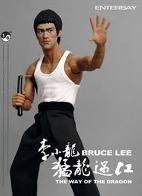 ENTERBAY
李小龍 BRUCE LEE
猛龍過江
THE WAY OF THE DRAGON